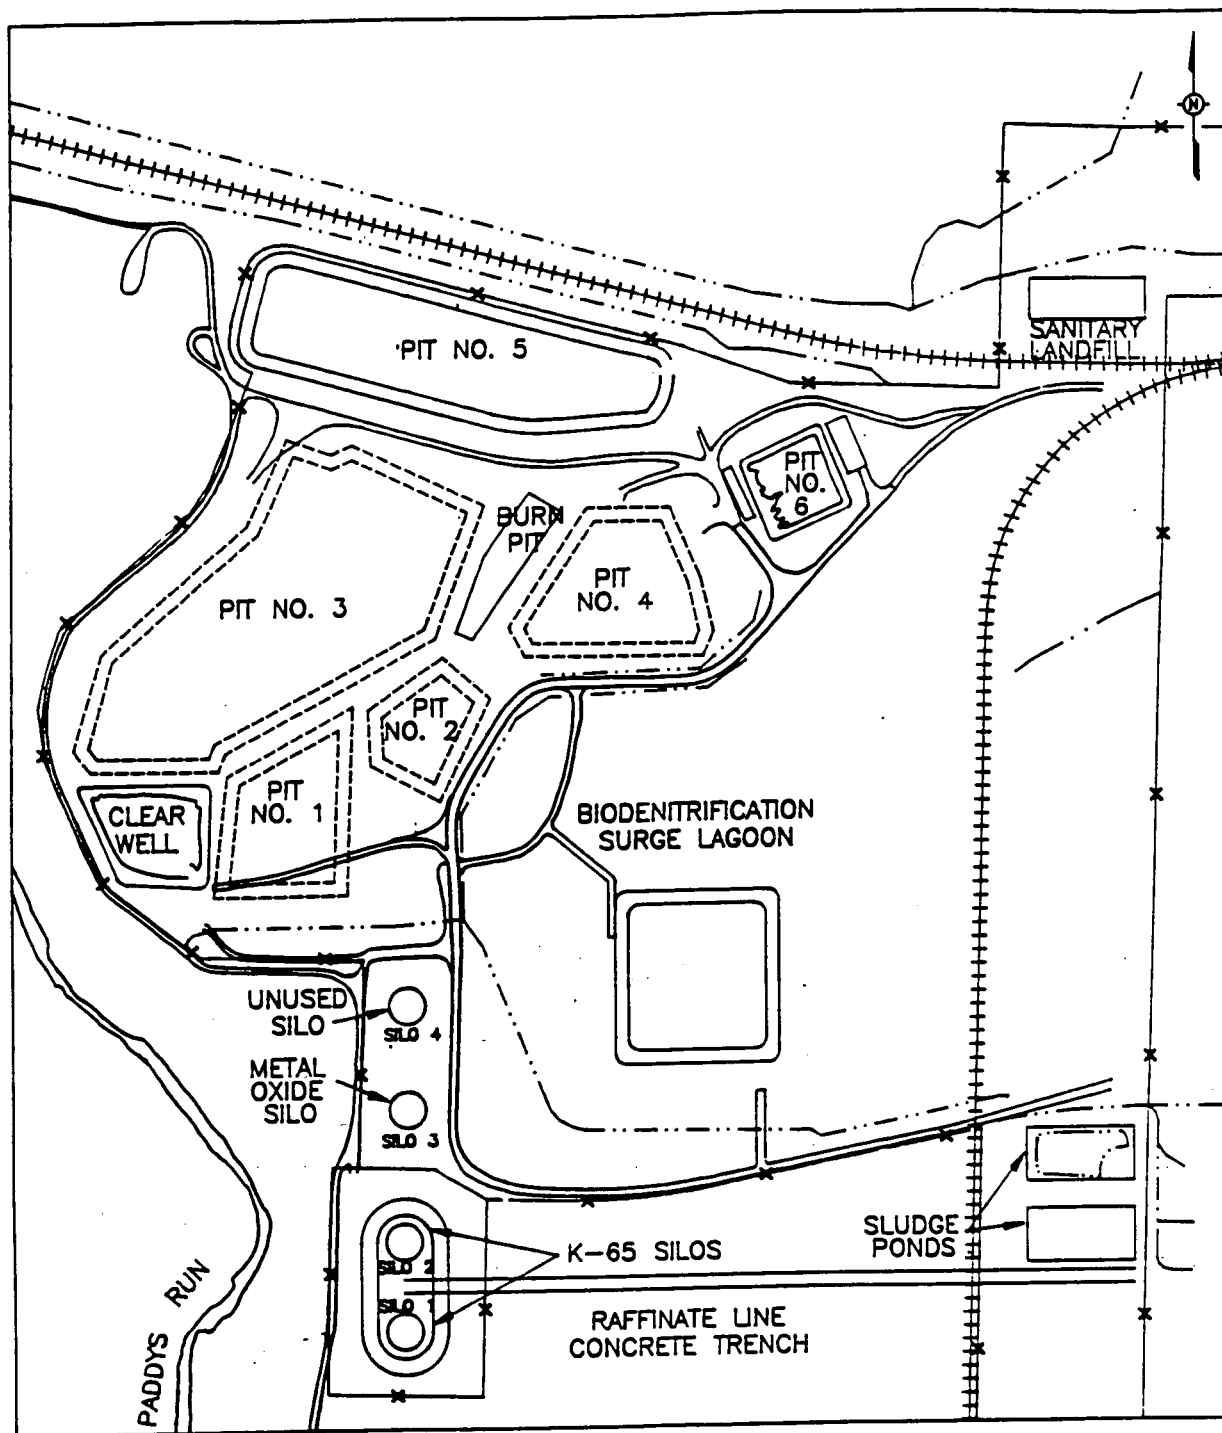 N
SANITARY
LANDFILL
PIT NO. 5
PIT
NO.
6
BURN
PIT
PIT
NO. 4
PIT NO. 3
PIT
NO. 2
PIT
NO. 1
CLEAR
WELL
BIODENITRIFICATION
SURGE LAGOON
UNUSED
SILO
SILO 4
METAL
OXIDE
SILO
SILO 3
SLUDGE
PONDS
K-65 SILOS
SILO 2
SILO 1
RAFFINATE LINE
CONCRETE TRENCH
PADDYS RUN